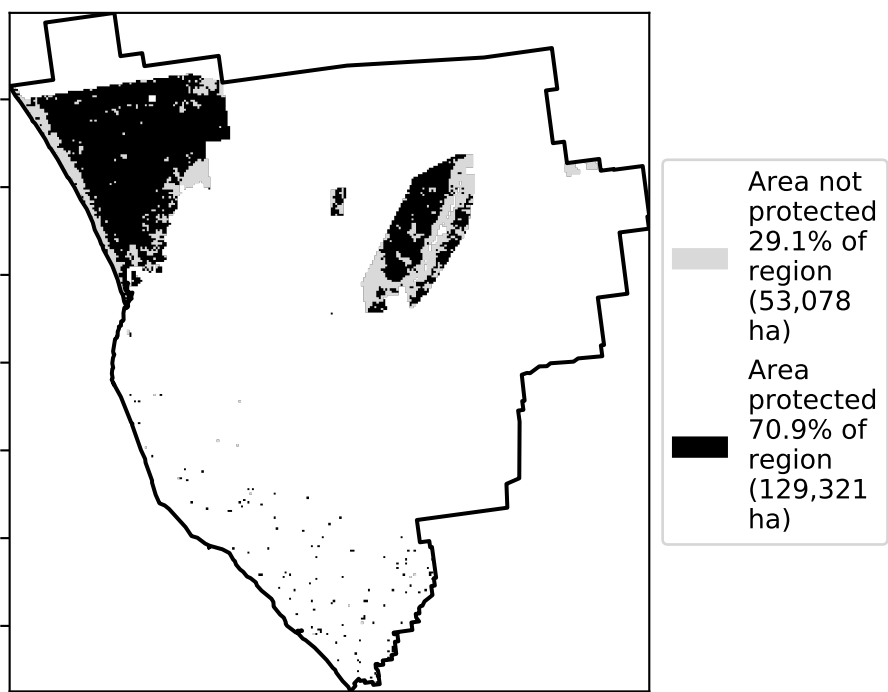 Area not
protected
29.1% of
region
(53,078
ha)
Area
protected
70.9% of
region
(129,321
ha)